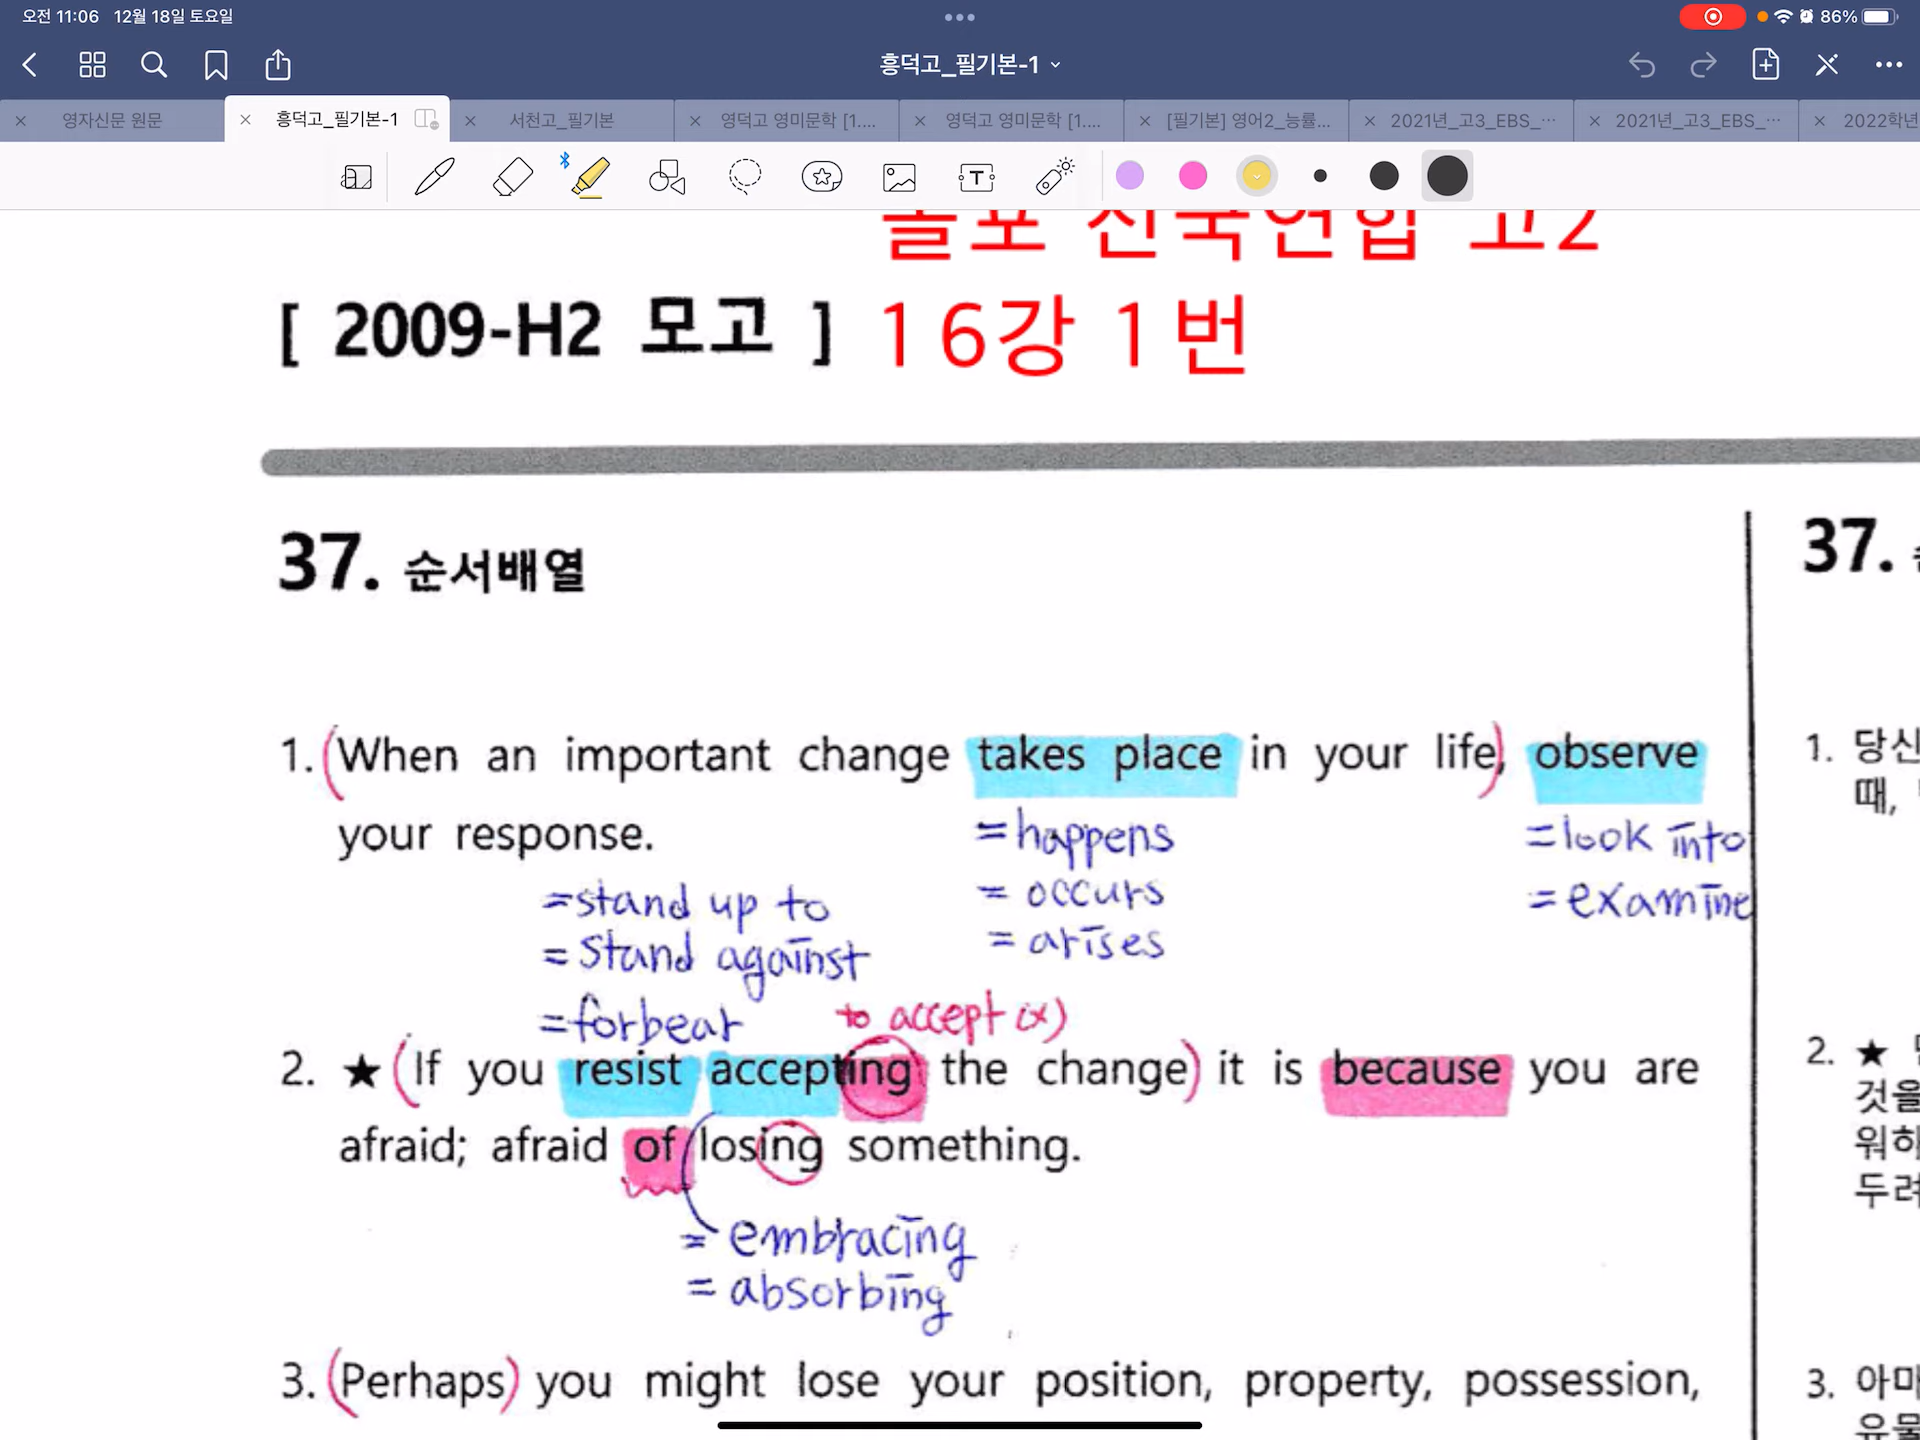 오전 11:06 12월 18일 토요일
86%
흥덕고_필기본-1
영자신문 원문
흥덕고_필기본-1
서천고_필기본
영덕고 영미문학 [1....
영덕고 영미문학 [1....
[필기본] 영어2_능률...
2021년_고3_EBS_...
2021년_고3_EBS_...
2022학년
전국연합 고2
[ 2009-H2 모고 ] 16강 1번
37. 순서배열
37.
1. (When an important change takes place in your life), observe
your response.
= happens
= occurs
= arises
= look into
= examine
= stand up to
= stand against
= forbear
to accept (x)
2. ★ (If you resist accepting the change) it is because you are
afraid; afraid of losing something.
= embracing
= absorbing
3. (Perhaps) you might lose your position, property, possession,
1. 당신
때,
2. ★
것을
워하
두려
3. 아마
유물